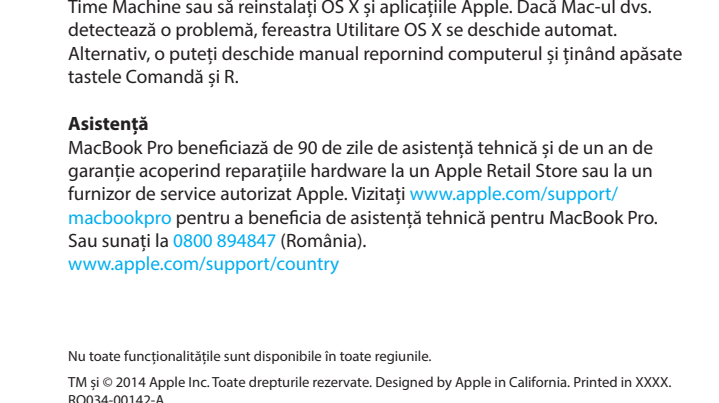 Time Machine sau să reinstalați OS X și aplicațiile Apple. Dacă Mac-ul dvs.
detectează o problemă, fereastra Utilitare OS X se deschide automat.
Alternativ, o puteți deschide manual repornind computerul și ținând apăsate
tastele Comandă și R.
Asistență
MacBook Pro beneficiază de 90 de zile de asistență tehnică și de un an de
garanție acoperind reparațiile hardware la un Apple Retail Store sau la un
furnizor de service autorizat Apple. Vizitați www.apple.com/support/
macbookpro pentru a beneficia de asistență tehnică pentru MacBook Pro.
Sau sunați la 0800 894847 (România).
www.apple.com/support/country
Nu toate funcționalitățile sunt disponibile în toate regiunile.
TM și © 2014 Apple Inc. Toate drepturile rezervate. Designed by Apple in California. Printed in XXXX.
RO034-00142-A